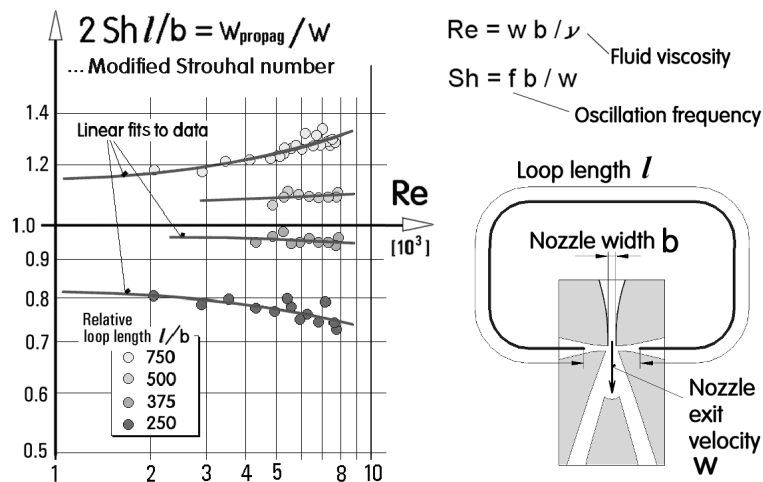 2 Sh l/b = Wpropag/w
... Modified Strouhal number
1.4
1.2
1.0
0.9
0.8
0.7
0.6
0.5
Linear fits to data
Re
[10³]
Relative
loop length l/b
750
500
375
250
1 2 3 4 5 6 8 10
Re = w b / ν
Fluid viscosity
Sh = f b / w
Oscillation frequency
Loop length l
Nozzle width b
Nozzle
exit
velocity
w